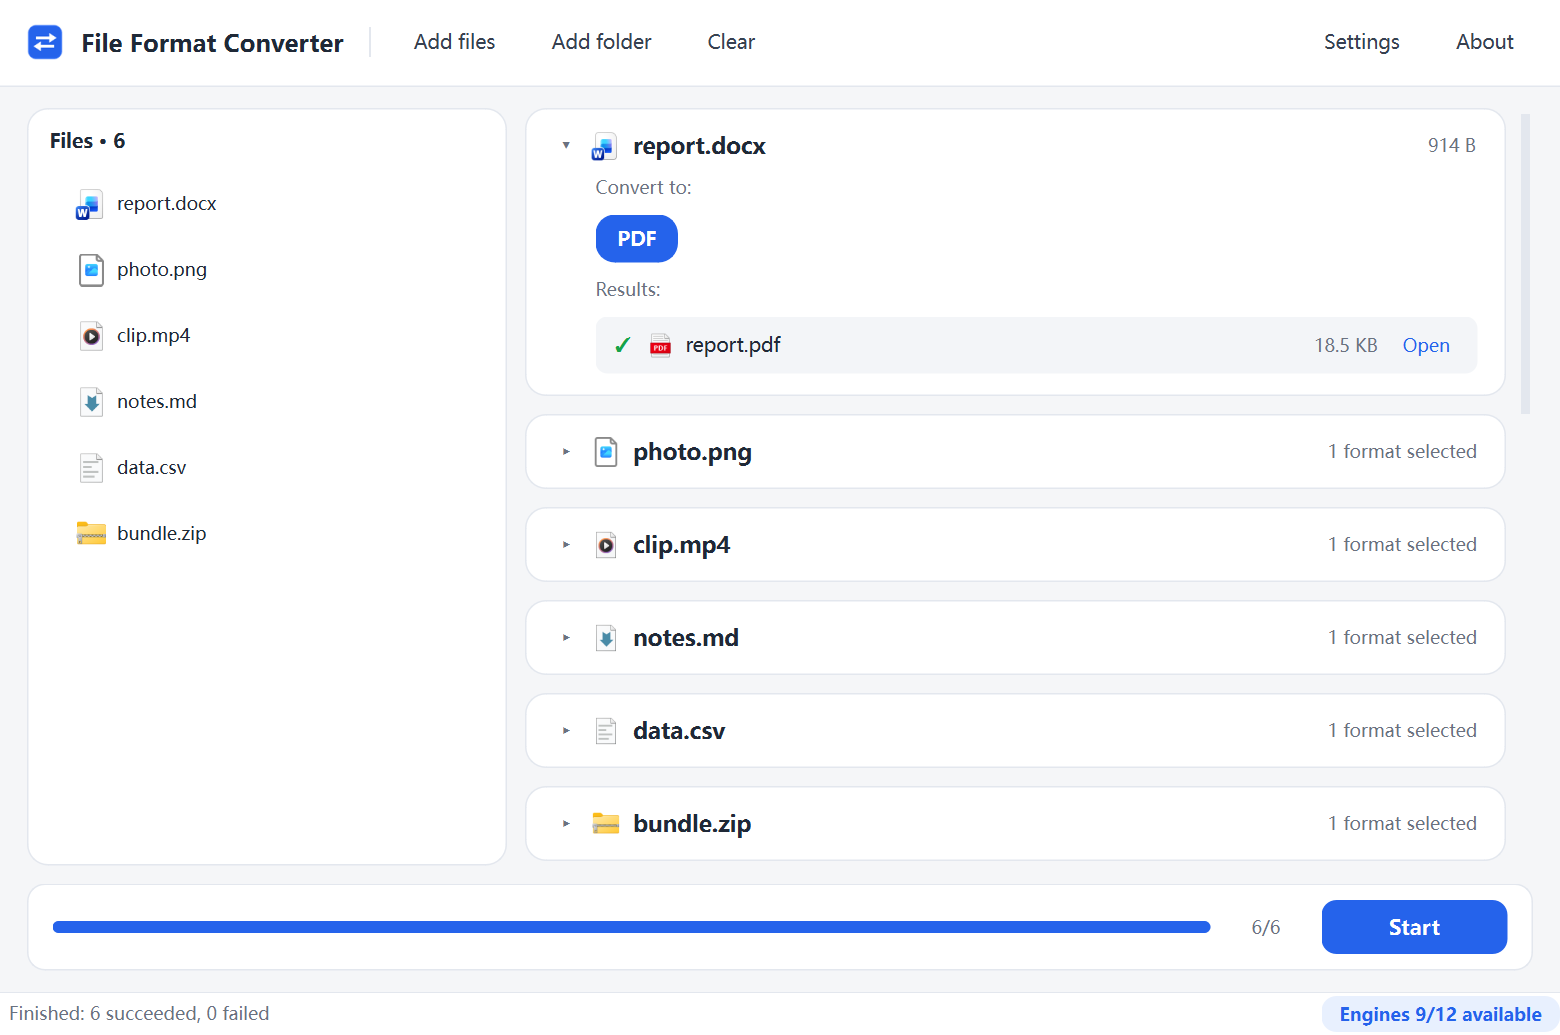 File Format Converter
Add files
Add folder
Clear
Settings
About
Files • 6
report.docx
photo.png
clip.mp4
notes.md
data.csv
bundle.zip
report.docx
914 B
Convert to:
PDF
Results:
✓ PDF report.pdf
18.5 KB
Open
photo.png
1 format selected
clip.mp4
1 format selected
notes.md
1 format selected
data.csv
1 format selected
bundle.zip
1 format selected
6/6
Start
Finished: 6 succeeded, 0 failed
Engines 9/12 available